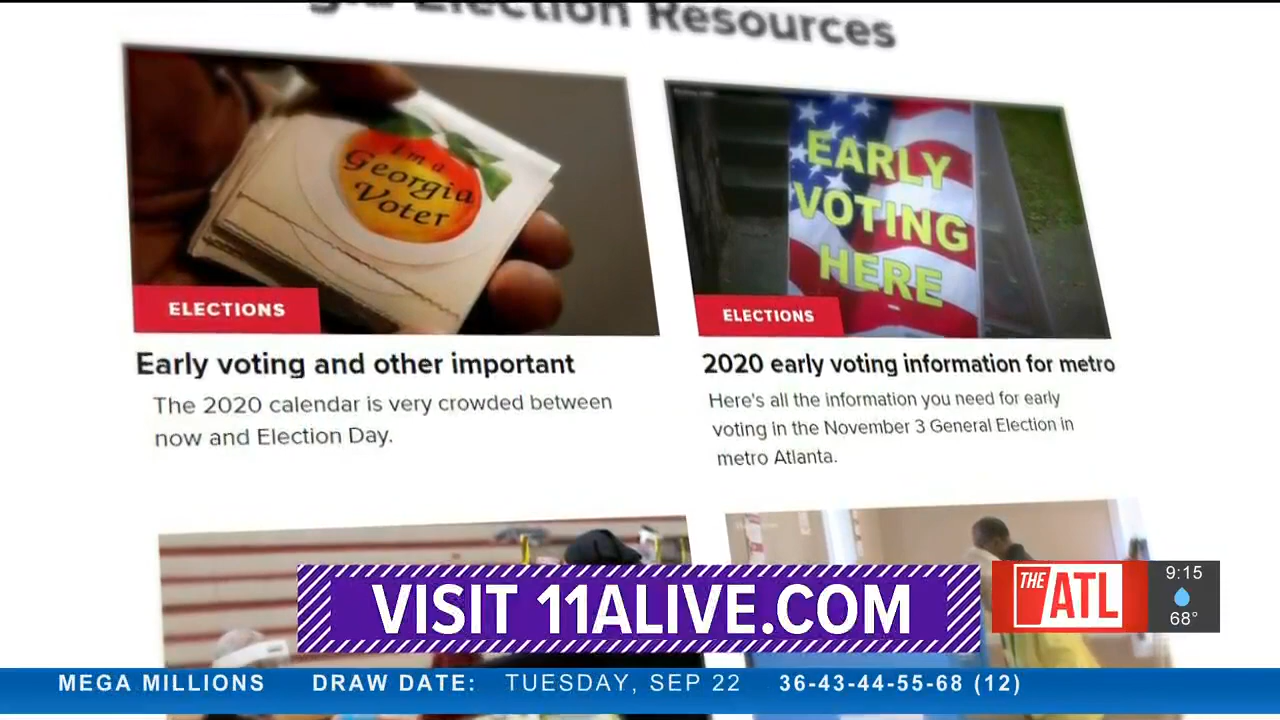 Election Resources
I'm a
Georgia
Voter
EARLY
VOTING
HERE
ELECTIONS
ELECTIONS
Early voting and other important
2020 early voting information for metro
The 2020 calendar is very crowded between
now and Election Day.
Here's all the information you need for early
voting in the November 3 General Election in
metro Atlanta.
VISIT 11ALIVE.COM
THE ATL
9:15
68°
MEGA MILLIONS DRAW DATE: TUESDAY, SEP 22 36-43-44-55-68 (12)